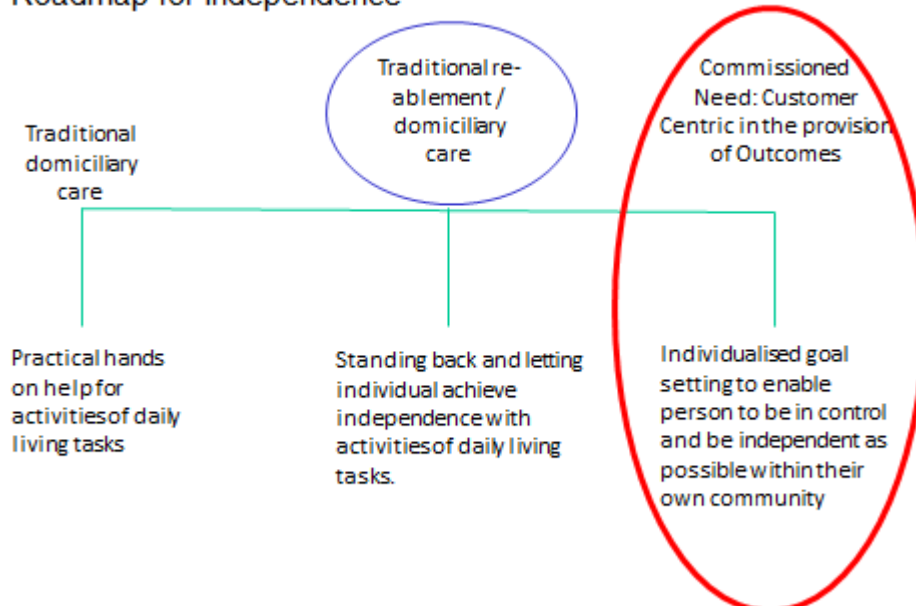 Roadmap for Independence
Traditional
domiciliary
care
Traditional re-
ablement /
domiciliary
care
Commissioned
Need: Customer
Centric in the provision
of Outcomes
Practical hands
on help for
activities of daily
living tasks
Standing back and letting
individual achieve
independence with
activities of daily living
tasks.
Individualised goal
setting to enable
person to be in control
and be independent as
possible within their
own community